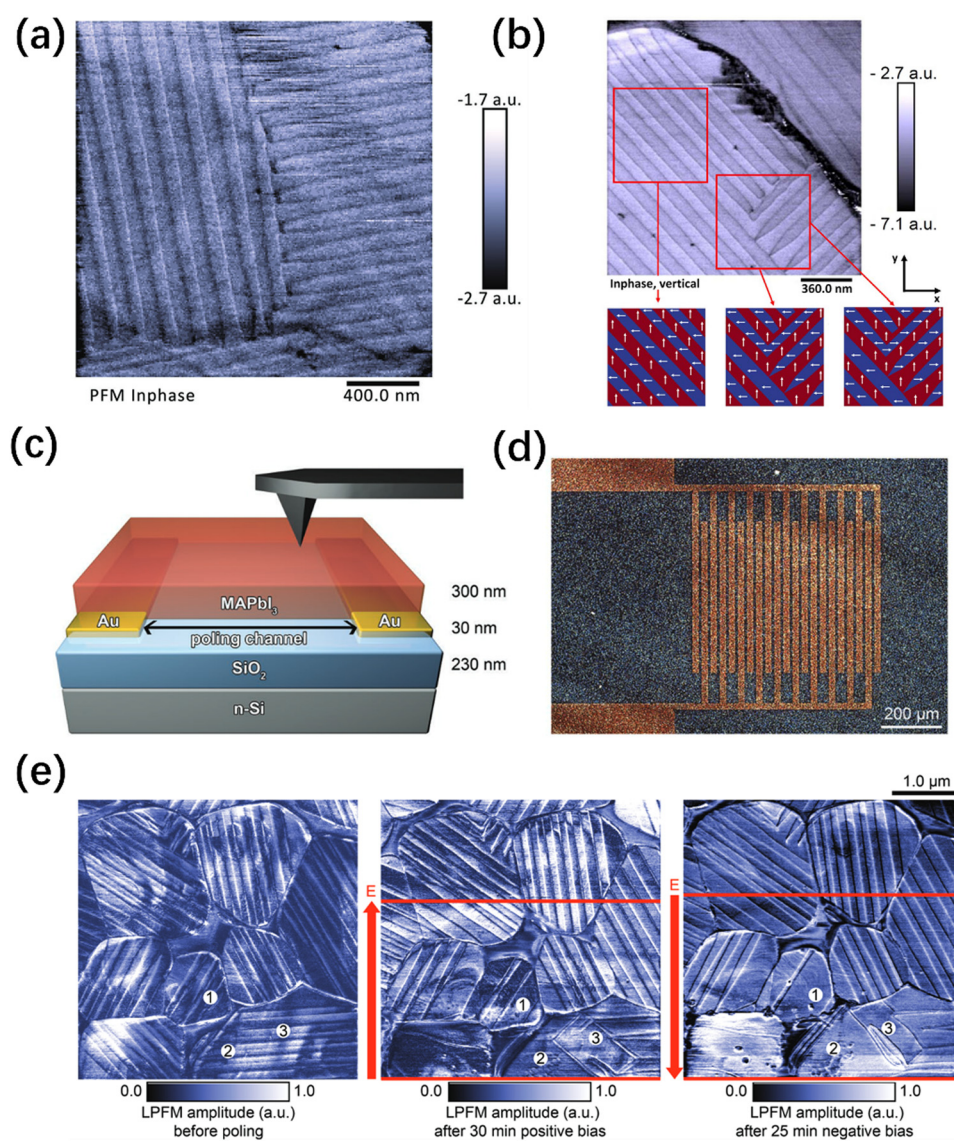 (a)
-1.7 a.u.
-2.7 a.u.
PFM Inphase
400.0 nm
(b)
- 2.7 a.u.
- 7.1 a.u.
y
x
360.0 nm
Inphase, vertical
(c)
MAPbI₃
300 nm
Au
Au
30 nm
poling channel
SiO₂
230 nm
n-Si
(d)
200 µm
(e)
1.0 µm
E
E
1
2
3
1
2
3
1
2
3
0.0
1.0
LPFM amplitude (a.u.)
before poling
0.0
1.0
LPFM amplitude (a.u.)
after 30 min positive bias
0.0
1.0
LPFM amplitude (a.u.)
after 25 min negative bias